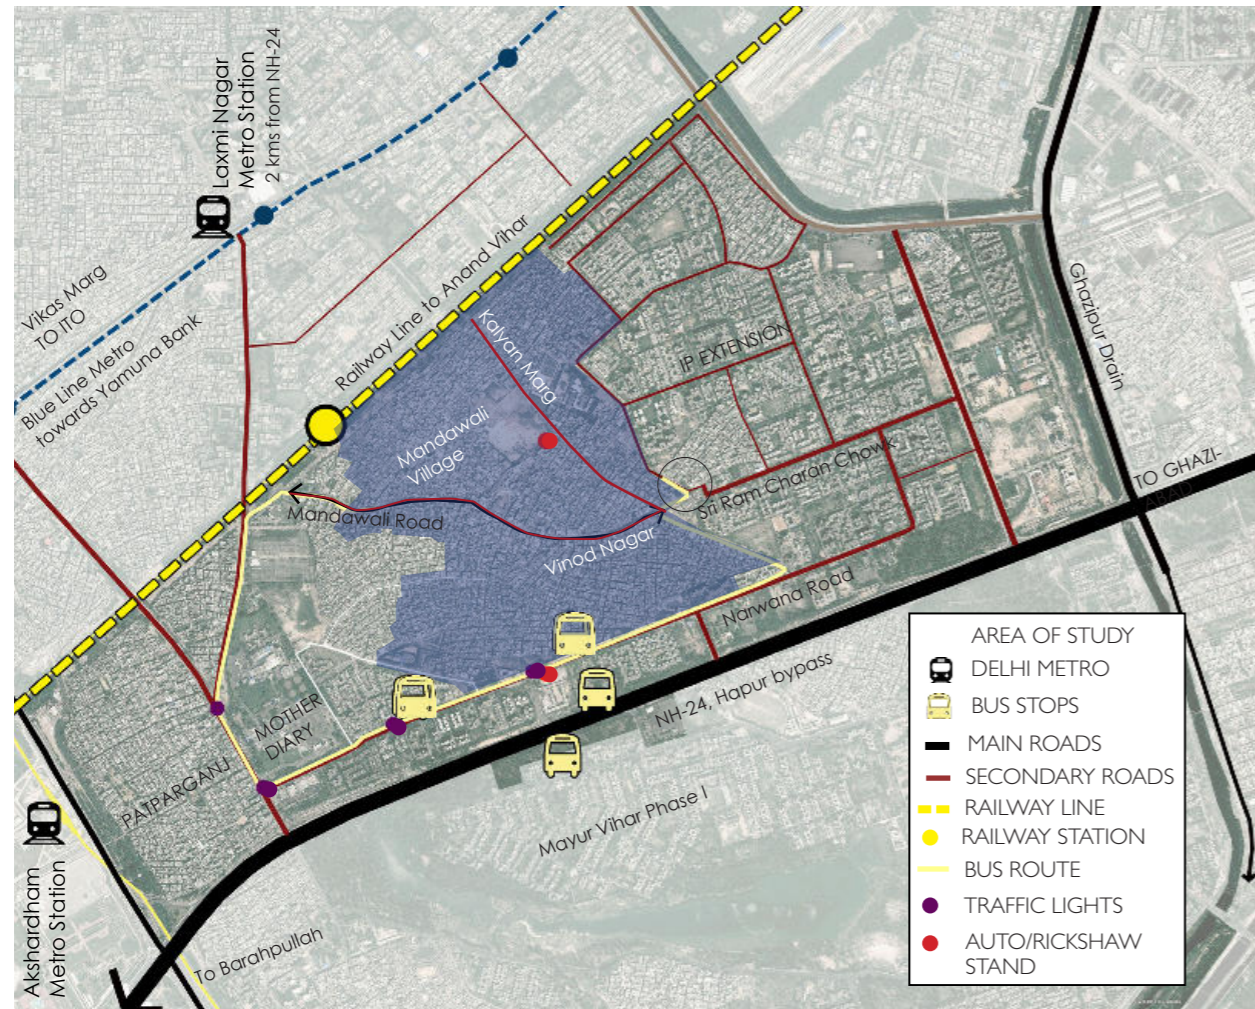 Laxmi Nagar
Metro Station
2 kms from NH-24
Vikas Marg
TO ITO
Blue Line Metro
towards Yamuna Bank
Railway Line to Anand Vihar
Kalyan Marg
IP EXTENSION
Ghazipur Drain
Mandawali
Village
Mandawali Road
Sri Ram Charan Chowk
TO GHAZI-
ABAD
Vinod Nagar
Narwana Road
NH-24, Hapur bypass
MOTHER
DIARY
PATPARGANJ
Mayur Vihar Phase I
Akshardham
Metro Station
To Barahpullah
AREA OF STUDY
DELHI METRO
BUS STOPS
MAIN ROADS
SECONDARY ROADS
RAILWAY LINE
RAILWAY STATION
BUS ROUTE
TRAFFIC LIGHTS
AUTO/RICKSHAW
STAND